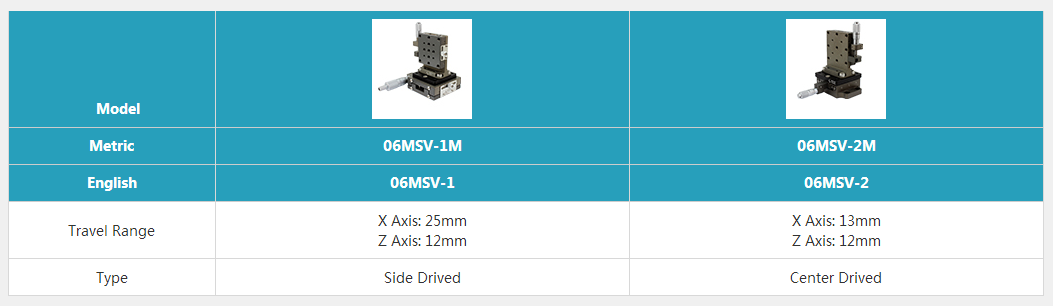 Model
Metric 06MSV-1M 06MSV-2M
English 06MSV-1 06MSV-2
Travel Range X Axis: 25mm X Axis: 13mm
Z Axis: 12mm Z Axis: 12mm
Type Side Drived Center Drived